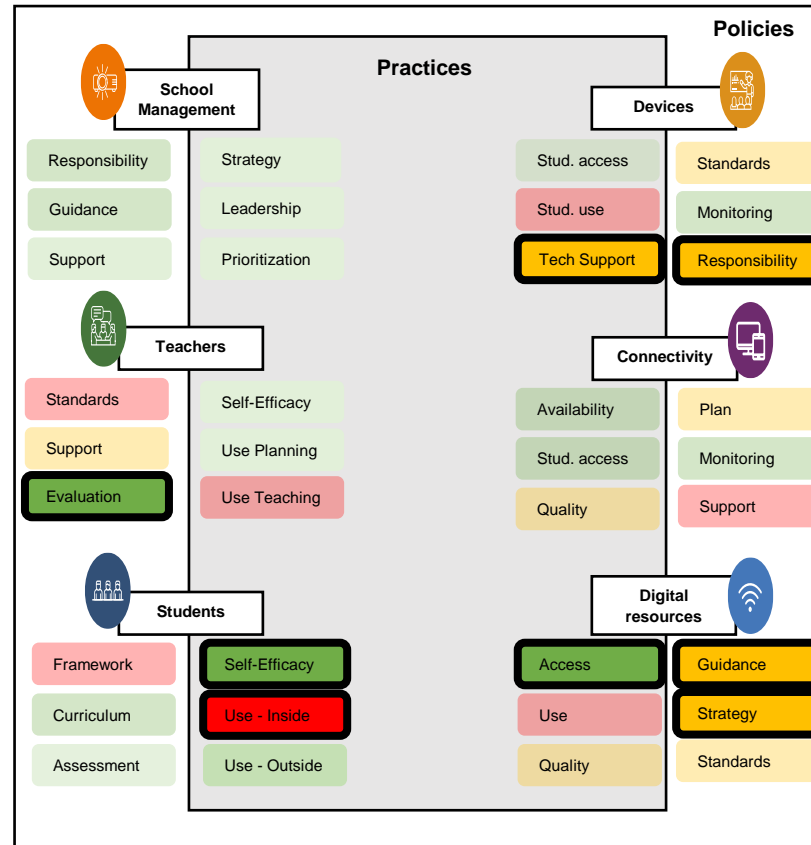 Policies
Practices
School
Management
Devices
Responsibility
Strategy
Stud. access
Standards
Guidance
Leadership
Stud. use
Monitoring
Support
Prioritization
Tech Support
Responsibility
Teachers
Connectivity
Standards
Self-Efficacy
Availability
Plan
Support
Use Planning
Stud. access
Monitoring
Evaluation
Use Teaching
Quality
Support
Students
Digital
resources
Framework
Self-Efficacy
Access
Guidance
Curriculum
Use - Inside
Use
Strategy
Assessment
Use - Outside
Quality
Standards